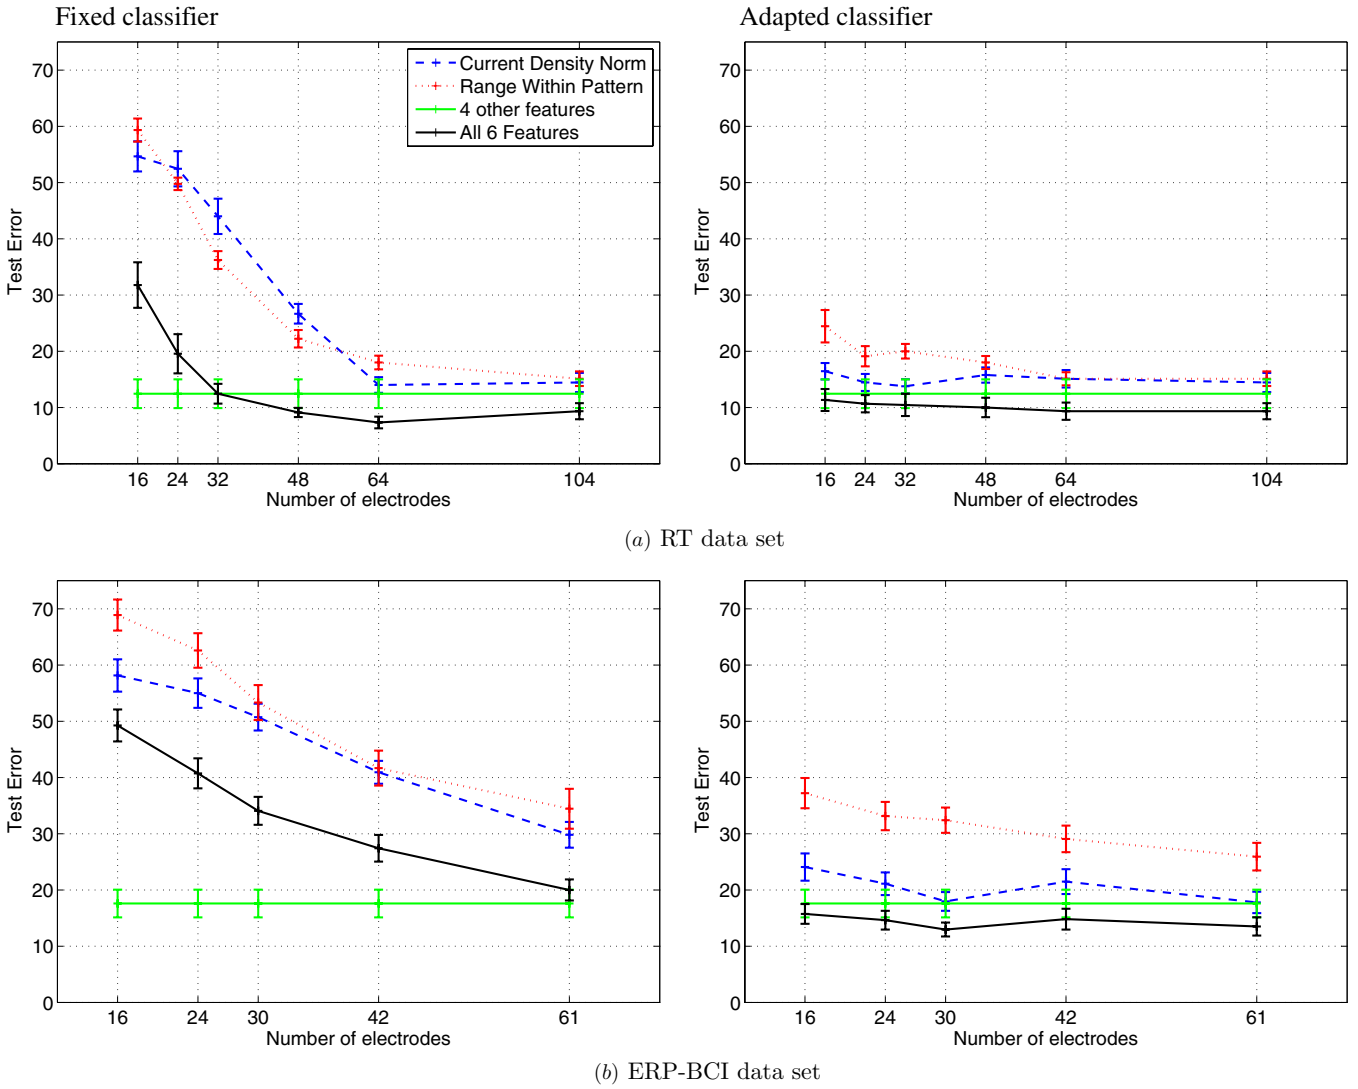 Fixed classifier
Adapted classifier
70
60
50
40
30
20
10
0
Test Error
16 24 32 48 64 104
Number of electrodes
Current Density Norm
Range Within Pattern
4 other features
All 6 Features
70
60
50
40
30
20
10
0
Test Error
16 24 32 48 64 104
Number of electrodes
(a) RT data set
70
60
50
40
30
20
10
0
Test Error
16 24 30 42 61
Number of electrodes
70
60
50
40
30
20
10
0
Test Error
16 24 30 42 61
Number of electrodes
(b) ERP-BCI data set